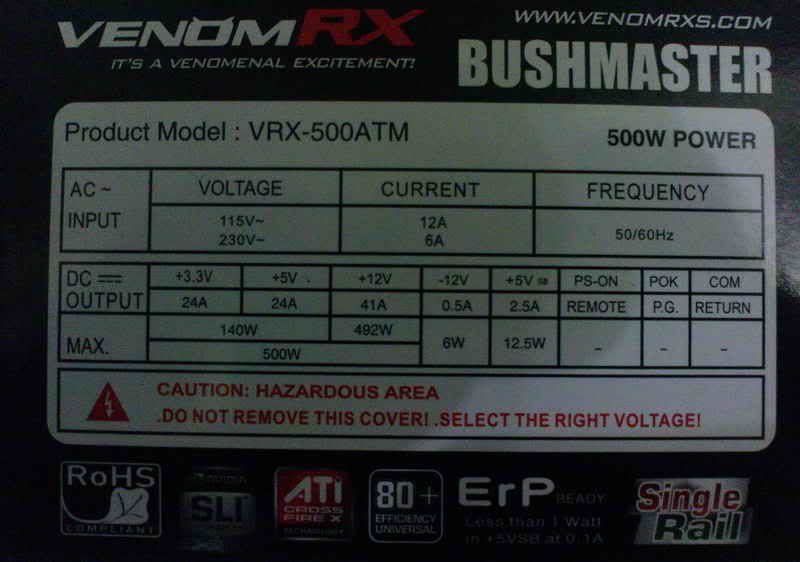 VENOMRX
IT'S A VENOMENAL EXCITEMENT!
WWW.VENOMRXS.COM
BUSHMASTER
Product Model : VRX-500ATM
500W POWER
AC ~ INPUT
VOLTAGE CURRENT FREQUENCY
115V~ 12A
230V~ 6A
50/60Hz
DC OUTPUT
+3.3V +5V +12V -12V +5V SB PS-ON POK COM
24A 24A 41A 0.5A 2.5A REMOTE P.G. RETURN
MAX.
140W 492W 6W 12.5W - - -
500W
CAUTION: HAZARDOUS AREA
.DO NOT REMOVE THIS COVER! .SELECT THE RIGHT VOLTAGE!
RoHS
COMPLIANT
NVIDIA
SLI
ATI
CROSS
FIRE X
TECHNOLOGY
80+
EFFICIENCY
UNIVERSAL
ErP READY
Less than 1 Watt
in +5VSB at 0.1A
Single
Rail